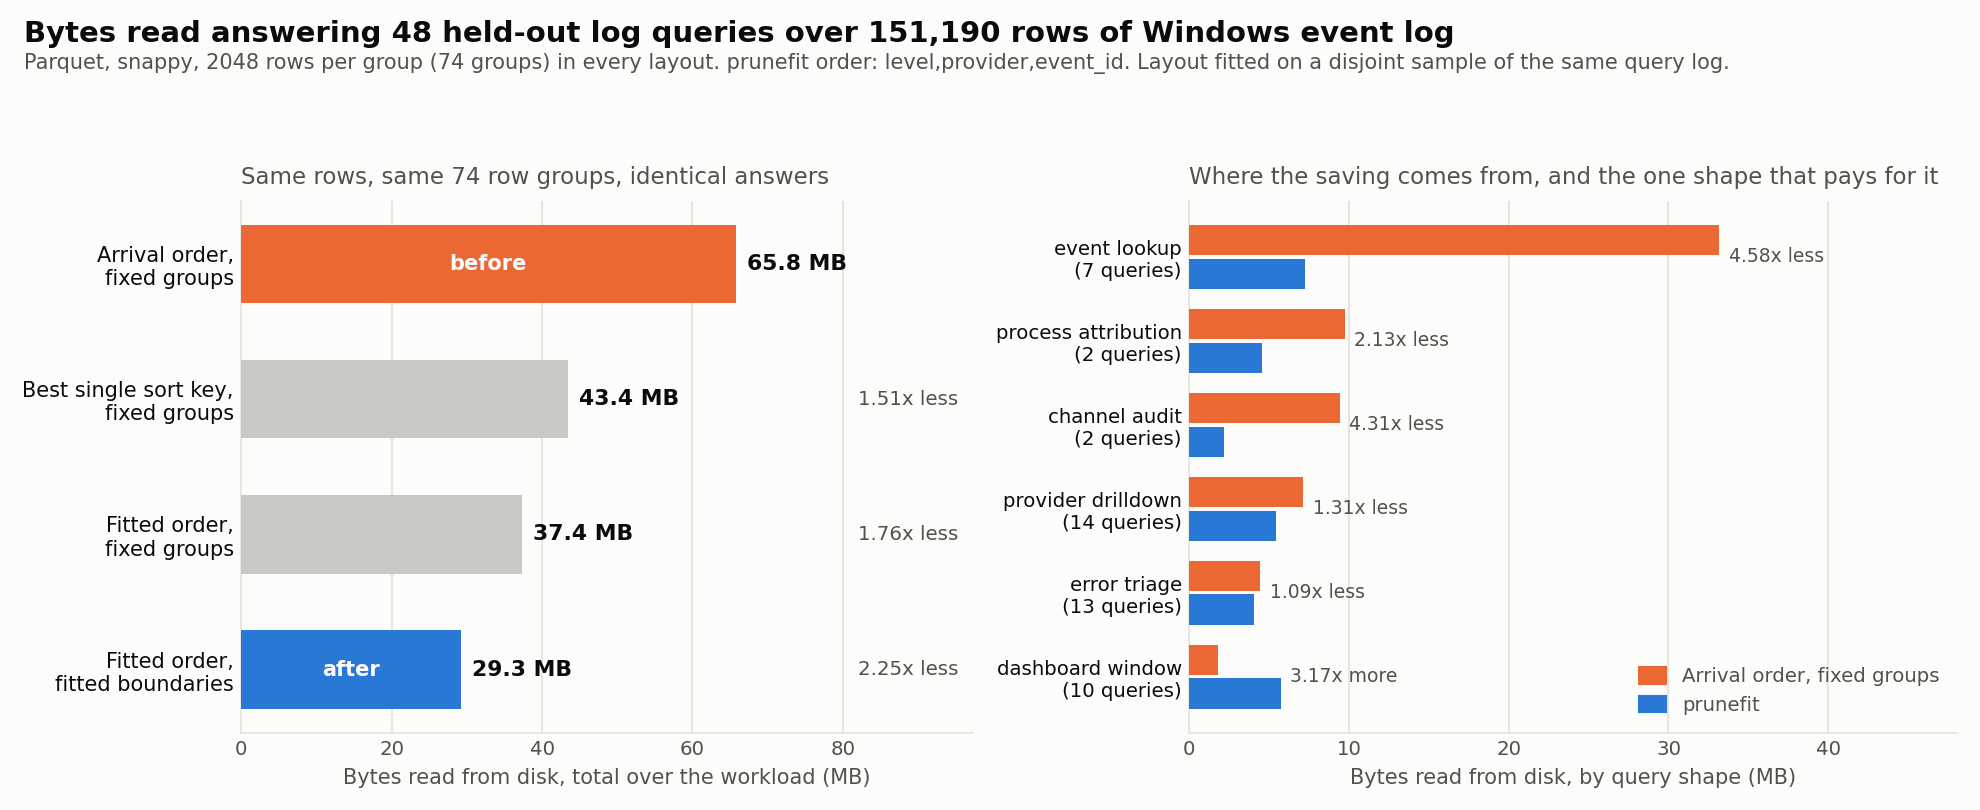 Bytes read answering 48 held-out log queries over 151,190 rows of Windows event log
Parquet, snappy, 2048 rows per group (74 groups) in every layout. prunefit order: level,provider,event_id. Layout fitted on a disjoint sample of the same query log.
Same rows, same 74 row groups, identical answers
Arrival order,
fixed groups
before
65.8 MB
Best single sort key,
fixed groups
43.4 MB
1.51x less
Fitted order,
fixed groups
37.4 MB
1.76x less
Fitted order,
fitted boundaries
after
29.3 MB
2.25x less
0 20 40 60 80
Bytes read from disk, total over the workload (MB)
Where the saving comes from, and the one shape that pays for it
event lookup
(7 queries)
4.58x less
process attribution
(2 queries)
2.13x less
channel audit
(2 queries)
4.31x less
provider drilldown
(14 queries)
1.31x less
error triage
(13 queries)
1.09x less
dashboard window
(10 queries)
3.17x more
Arrival order, fixed groups
prunefit
0 10 20 30 40
Bytes read from disk, by query shape (MB)